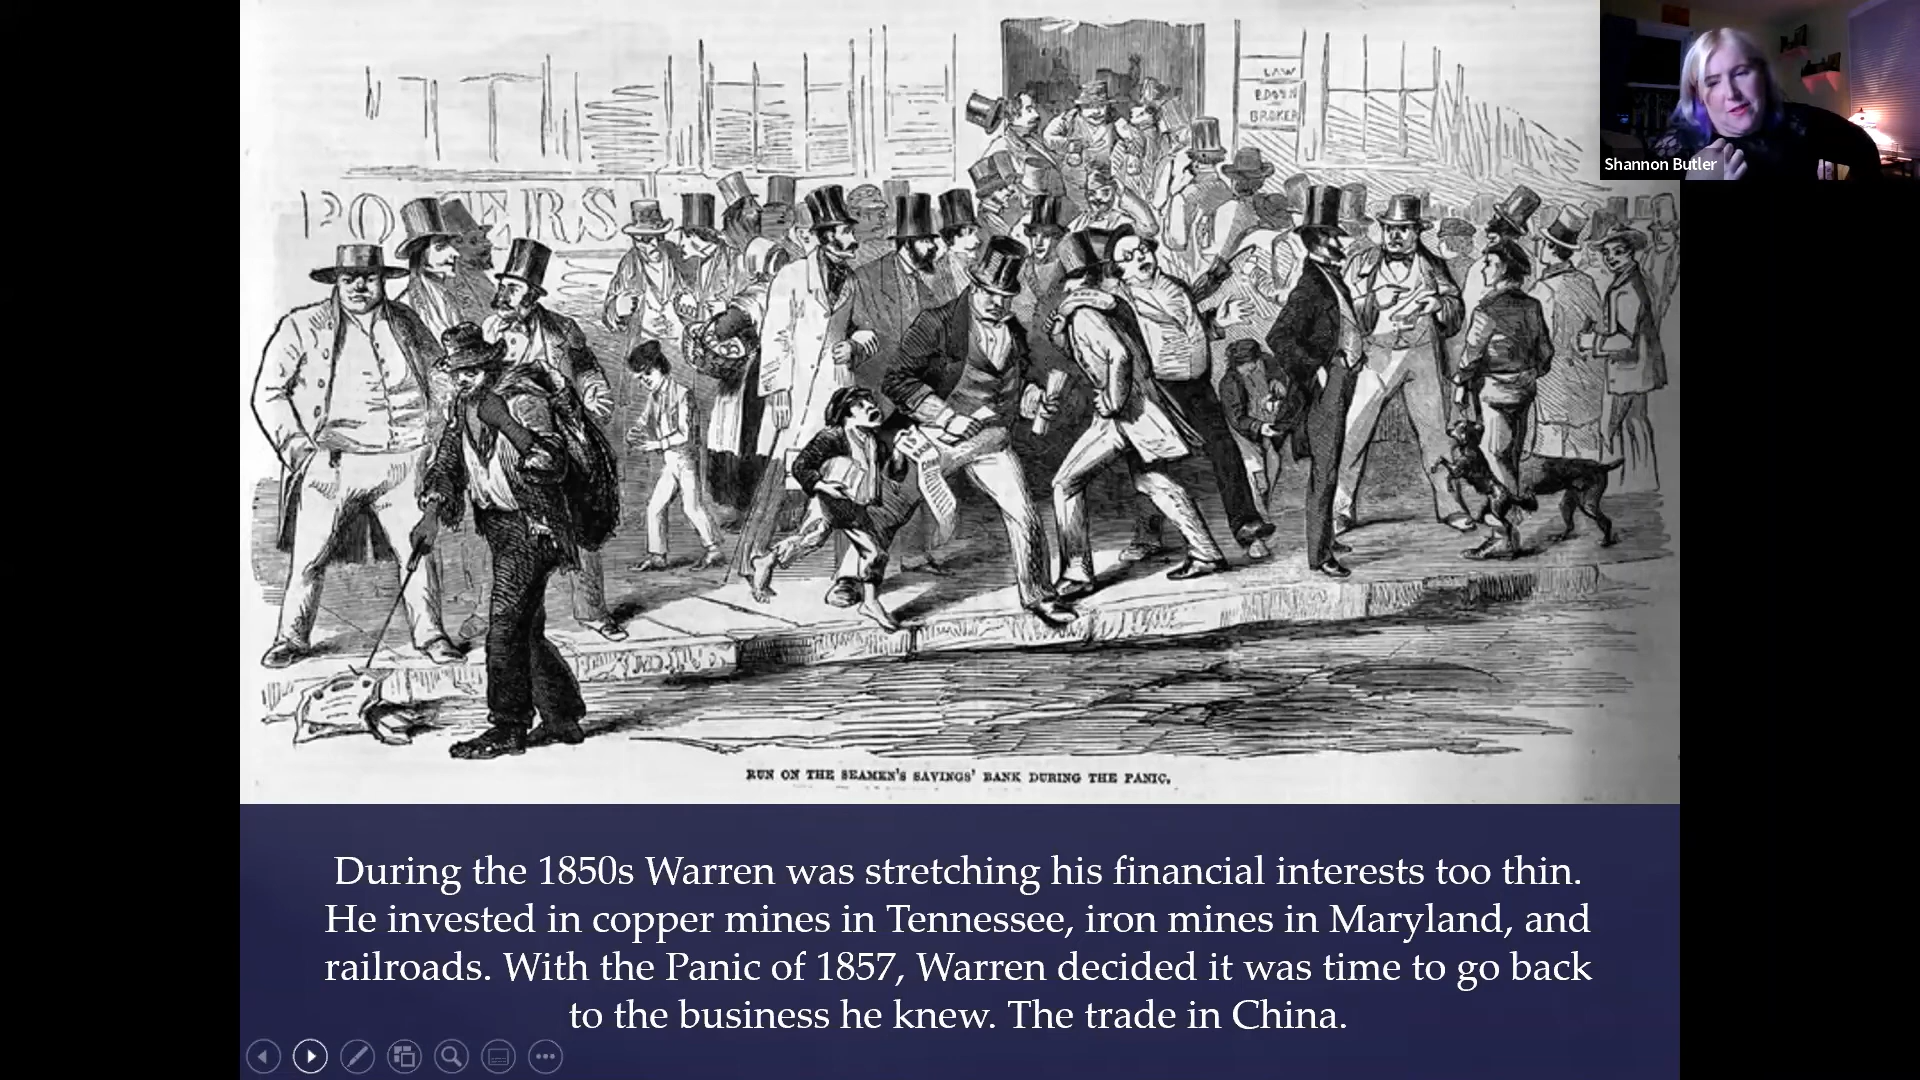 LAW
BROKER
Shannon Butler
RUN ON THE SEAMEN'S SAVINGS' BANK DURING THE PANIC.
During the 1850s Warren was stretching his financial interests too thin.
He invested in copper mines in Tennessee, iron mines in Maryland, and
railroads. With the Panic of 1857, Warren decided it was time to go back
to the business he knew. The trade in China.